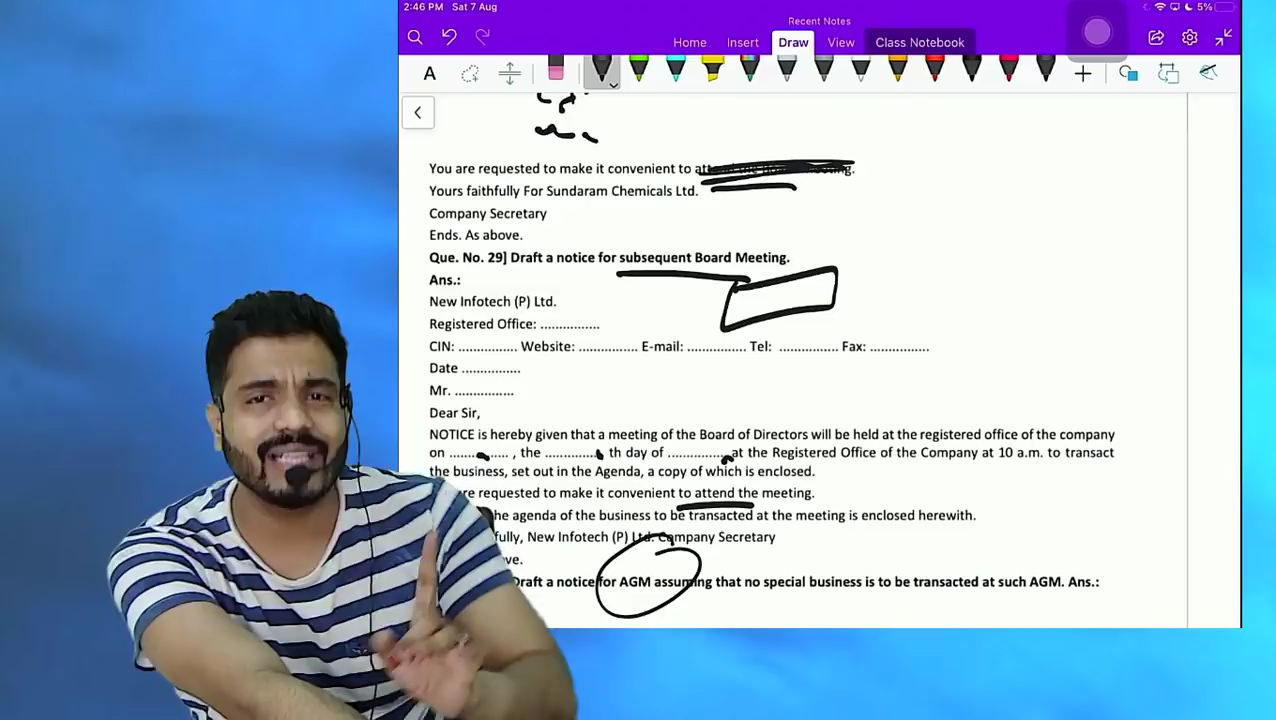 2:46 PM Sat 7 Aug 5%
Recent Notes
Home Insert Draw View Class Notebook
A
You are requested to make it convenient to attend the Board Meeting.
Yours faithfully For Sundaram Chemicals Ltd.
Company Secretary
Ends. As above.
Que. No. 29] Draft a notice for subsequent Board Meeting.
Ans.:
New Infotech (P) Ltd.
Registered Office: ...............
CIN: ............... Website: ............... E-mail: ............... Tel: ............... Fax: ...............
Date ...............
Mr. ...............
Dear Sir,
NOTICE is hereby given that a meeting of the Board of Directors will be held at the registered office of the company
on ............... , the ............... th day of ............... at the Registered Office of the Company at 10 a.m. to transact
the business, set out in the Agenda, a copy of which is enclosed.
are requested to make it convenient to attend the meeting.
he agenda of the business to be transacted at the meeting is enclosed herewith.
fully, New Infotech (P) Ltd. Company Secretary
ve.
Draft a notice for AGM assuming that no special business is to be transacted at such AGM. Ans.: